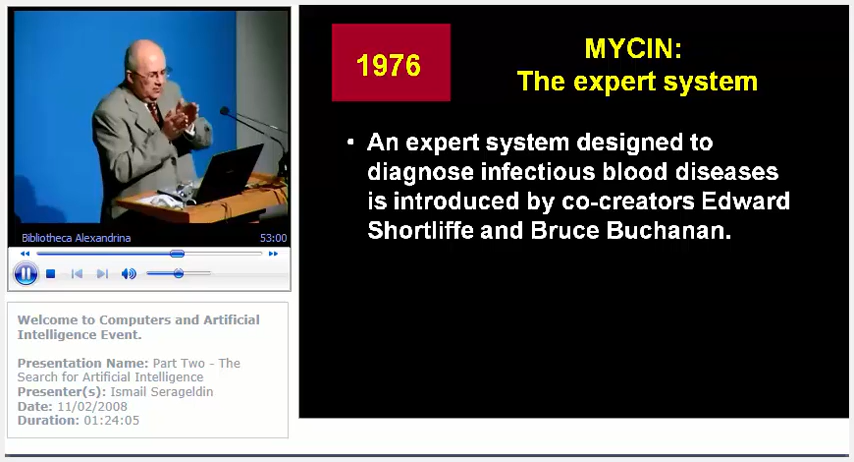 1976
MYCIN:
The expert system
• An expert system designed to
diagnose infectious blood diseases
is introduced by co-creators Edward
Shortliffe and Bruce Buchanan.
Bibliotheca Alexandrina 53:00
Welcome to Computers and Artificial
Intelligence Event.
Presentation Name: Part Two - The
Search for Artificial Intelligence
Presenter(s): Ismail Serageldin
Date: 11/02/2008
Duration: 01:24:05